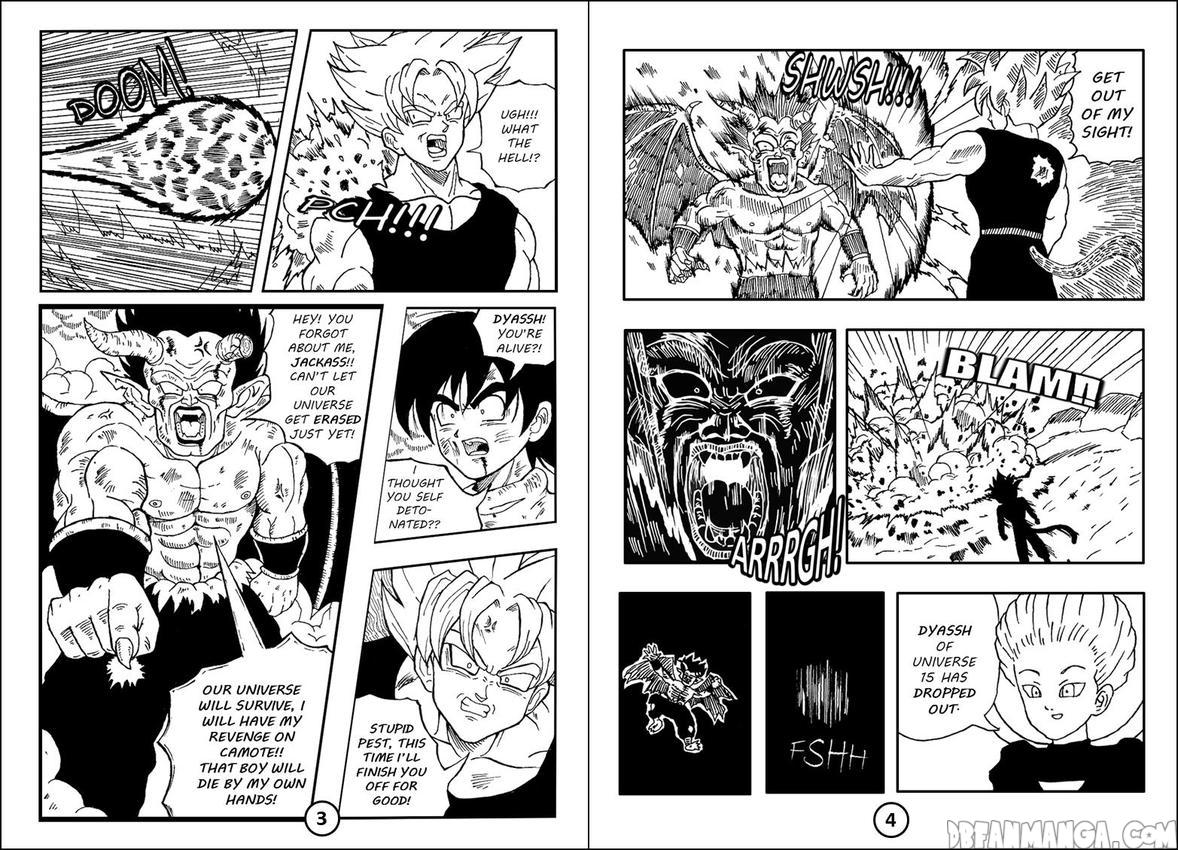 DOOM!
UGH!!!
WHAT
THE
HELL!?
PCH!!!
HEY! YOU
FORGOT
ABOUT ME,
JACKASS!!
CAN'T LET
OUR
UNIVERSE
GET ERASED
JUST YET!
OUR UNIVERSE
WILL SURVIVE, I
WILL HAVE MY
REVENGE ON
CAMOTE!!
THAT BOY WILL
DIE BY MY OWN
HANDS!
DYASSH!
YOU'RE
ALIVE?!
I
THOUGHT
YOU SELF
DETO-
NATED??
STUPID
PEST, THIS
TIME I'LL
FINISH YOU
OFF FOR
GOOD!
3
SHWSH!!!
GET
OUT
OF MY
SIGHT!
ARRRGH!
BLAM!!
FSHH
DYASSH
OF
UNIVERSE
15 HAS
DROPPED
OUT.
4
DBFANMANGA.COM